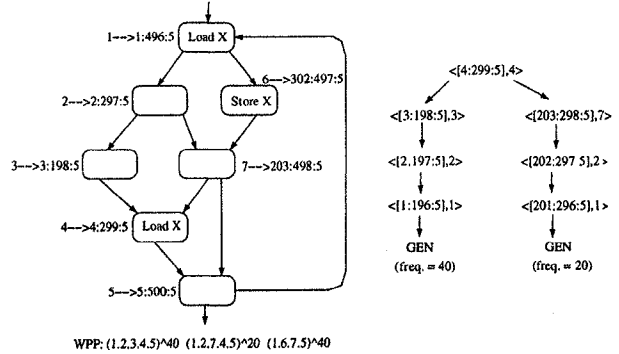 1--->1:496:5 Load X
6--->302:497:5
2--->2:297:5 Store X
3--->3:198:5 7--->203:498:5
4--->4:299:5 Load X
5--->5:500:5
WPP: (1.2.3.4.5)^40 (1.2.7.4.5)^20 (1.6.7.5)^40
<[4:299:5],4>
<[3:198:5],3> <[203:298:5],7>
<[2,197:5],2> <[202:297 5],2>
<[1:196:5],1> <[201:296:5],1>
GEN GEN
(freq. = 40) (freq. = 20)